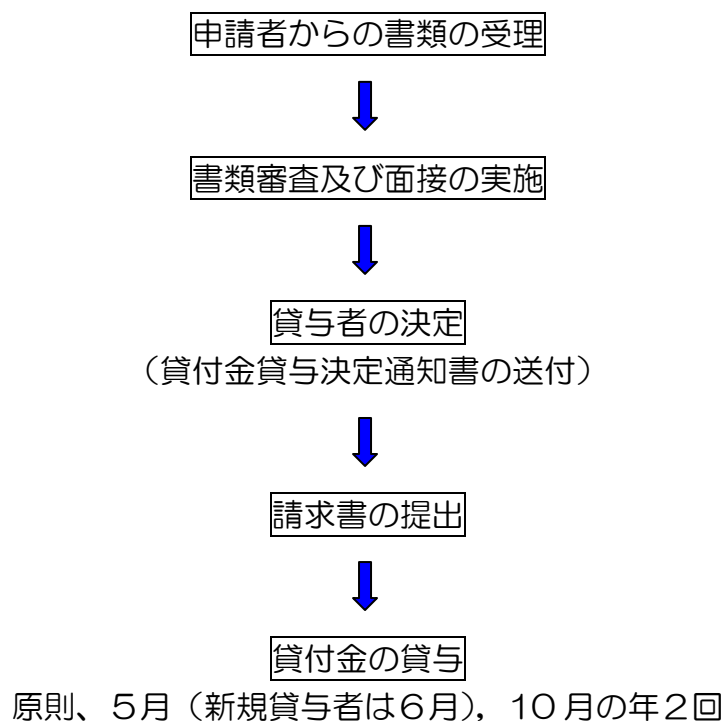 申請者からの書類の受理
書類審査及び面接の実施
貸与者の決定
（貸付金貸与決定通知書の送付）
請求書の提出
貸付金の貸与
原則、５月（新規貸与者は６月），10月の年２回